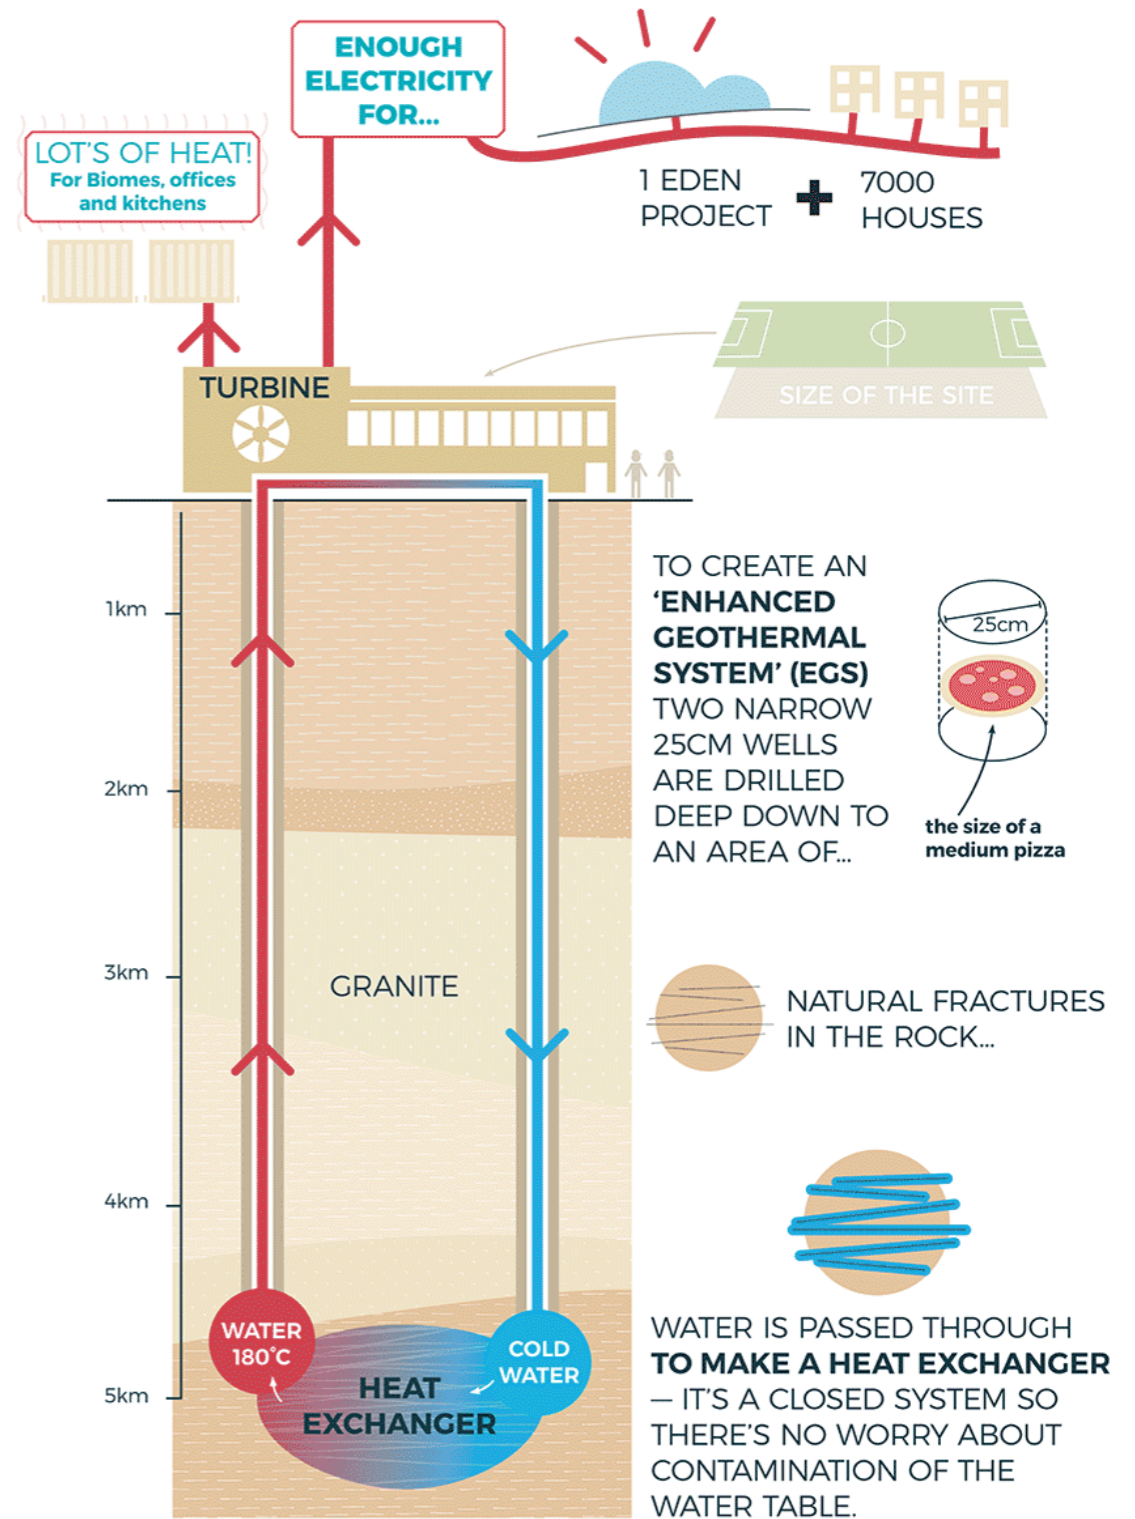 ENOUGH
ELECTRICITY
FOR...
LOT'S OF HEAT!
For Biomes, offices
and kitchens
1 EDEN
PROJECT
+
7000
HOUSES
TURBINE
SIZE OF THE SITE
TO CREATE AN
‘ENHANCED
GEOTHERMAL
SYSTEM’ (EGS)
TWO NARROW
25CM WELLS
ARE DRILLED
DEEP DOWN TO
AN AREA OF...
25cm
the size of a
medium pizza
1km
2km
3km
4km
5km
GRANITE
NATURAL FRACTURES
IN THE ROCK...
WATER
180°C
COLD
WATER
HEAT
EXCHANGER
WATER IS PASSED THROUGH
TO MAKE A HEAT EXCHANGER
— IT'S A CLOSED SYSTEM SO
THERE'S NO WORRY ABOUT
CONTAMINATION OF THE
WATER TABLE.